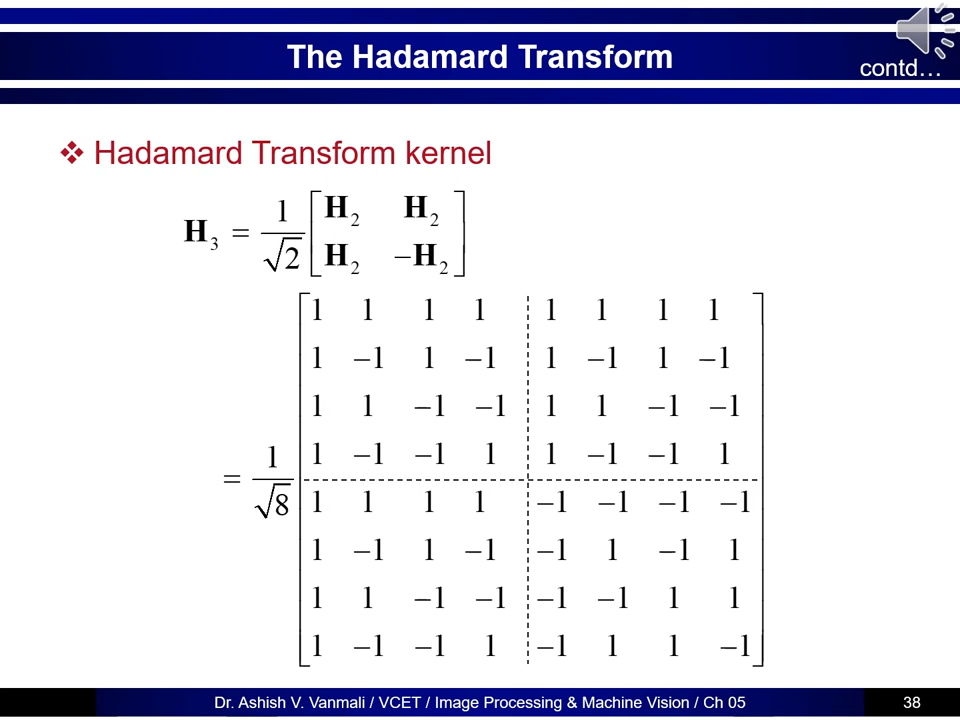 The Hadamard Transform
contd…
❖ Hadamard Transform kernel
H₃ = 1/√2 [ H₂ H₂
H₂ –H₂ ]
= 1/√8 [
1 1 1 1 1 1 1 1
1 –1 1 –1 1 –1 1 –1
1 1 –1 –1 1 1 –1 –1
1 –1 –1 1 1 –1 –1 1
1 1 1 1 –1 –1 –1 –1
1 –1 1 –1 –1 1 –1 1
1 1 –1 –1 –1 –1 1 1
1 –1 –1 1 –1 1 1 –1 ]
Dr. Ashish V. Vanmali / VCET / Image Processing & Machine Vision / Ch 05
38